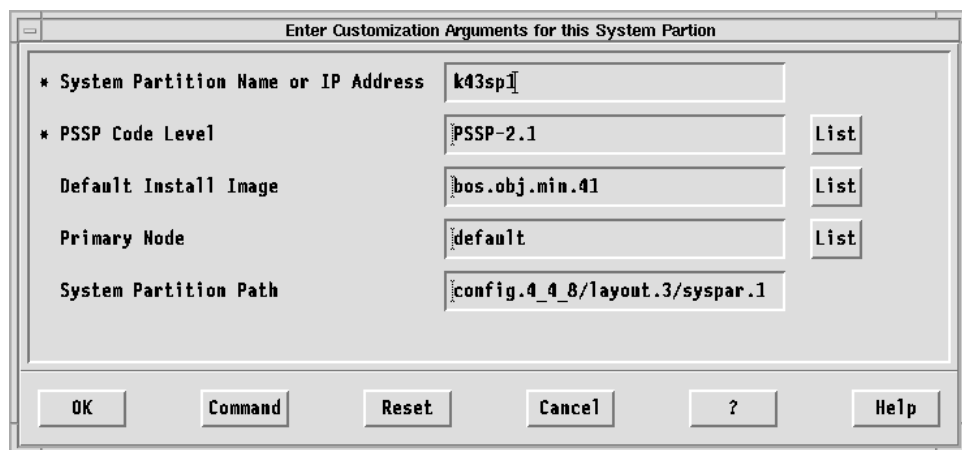 Enter Customization Arguments for this System Partion
* System Partition Name or IP Address k43sp1
* PSSP Code Level PSSP-2.1 List
Default Install Image bos.obj.min.41 List
Primary Node default List
System Partition Path config.4_4_8/layout.3/syspar.1
OK Command Reset Cancel ? Help